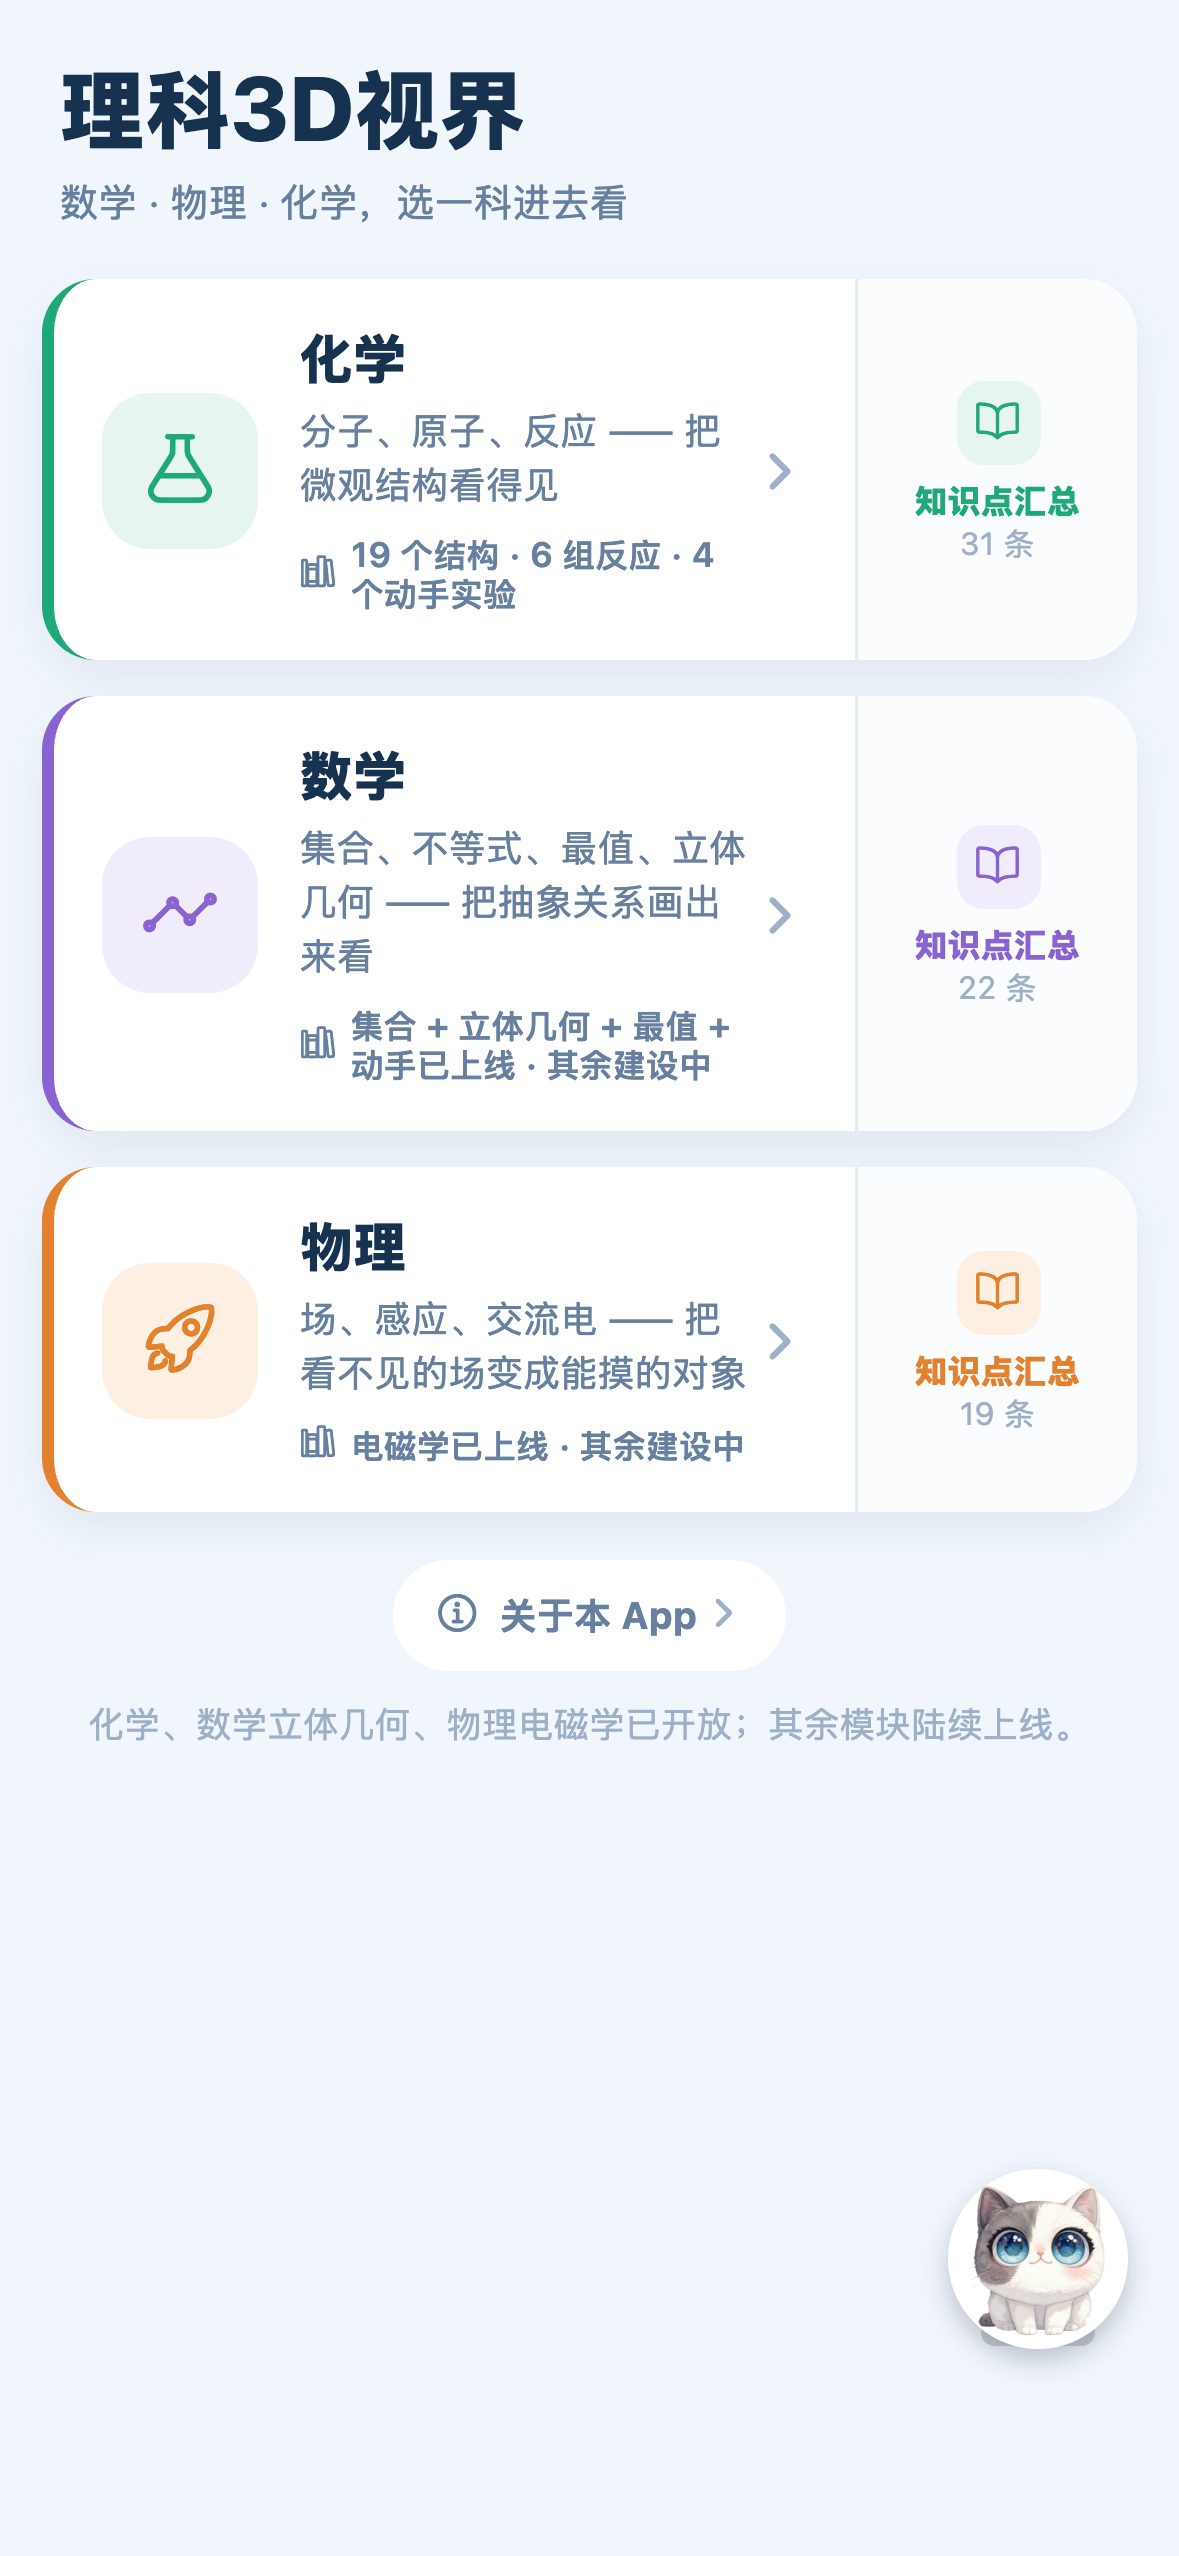 理科3D视界
数学 · 物理 · 化学，选一科进去看
化学
分子、原子、反应 —— 把
微观结构看得见
19 个结构 · 6 组反应 · 4
个动手实验
知识点汇总
31 条
数学
集合、不等式、最值、立体
几何 —— 把抽象关系画出
来看
集合 + 立体几何 + 最值 +
动手已上线 · 其余建设中
知识点汇总
22 条
物理
场、感应、交流电 —— 把
看不见的场变成能摸的对象
电磁学已上线 · 其余建设中
知识点汇总
19 条
关于本 App
化学、数学立体几何、物理电磁学已开放；其余模块陆续上线。